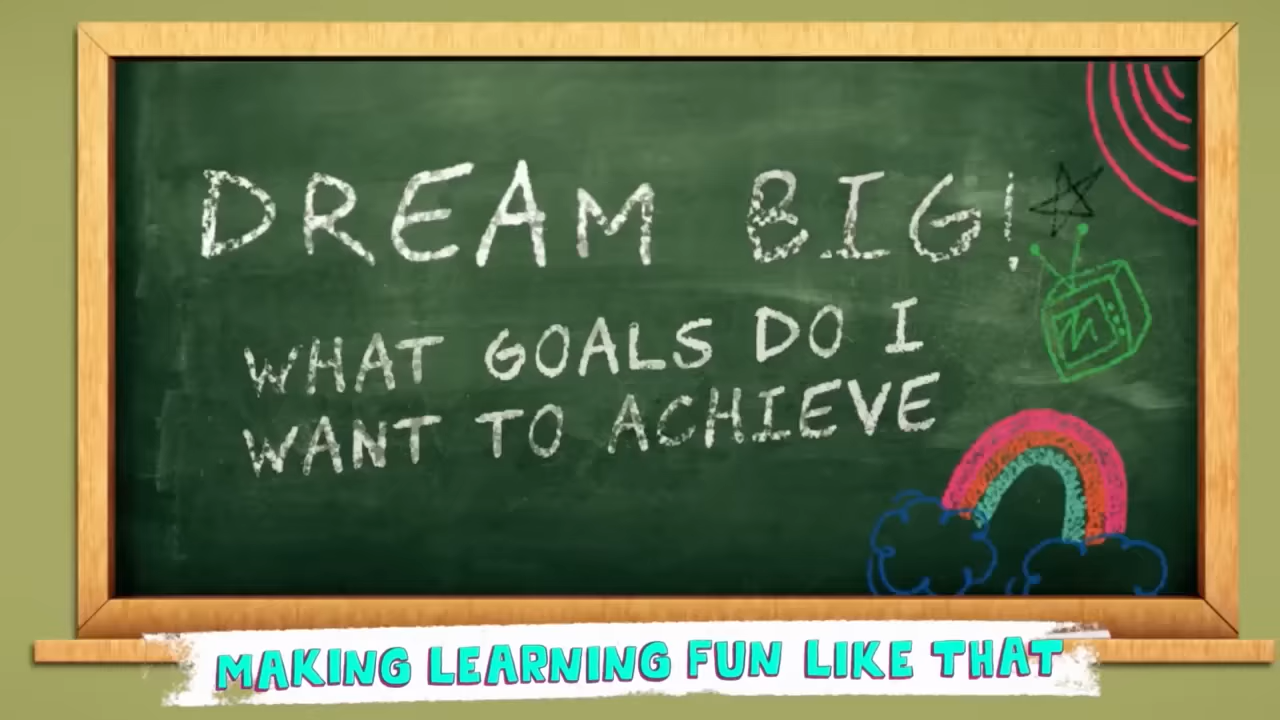 DREAM BIG!
WHAT GOALS DO I
WANT TO ACHIEVE
MAKING LEARNING FUN LIKE THAT